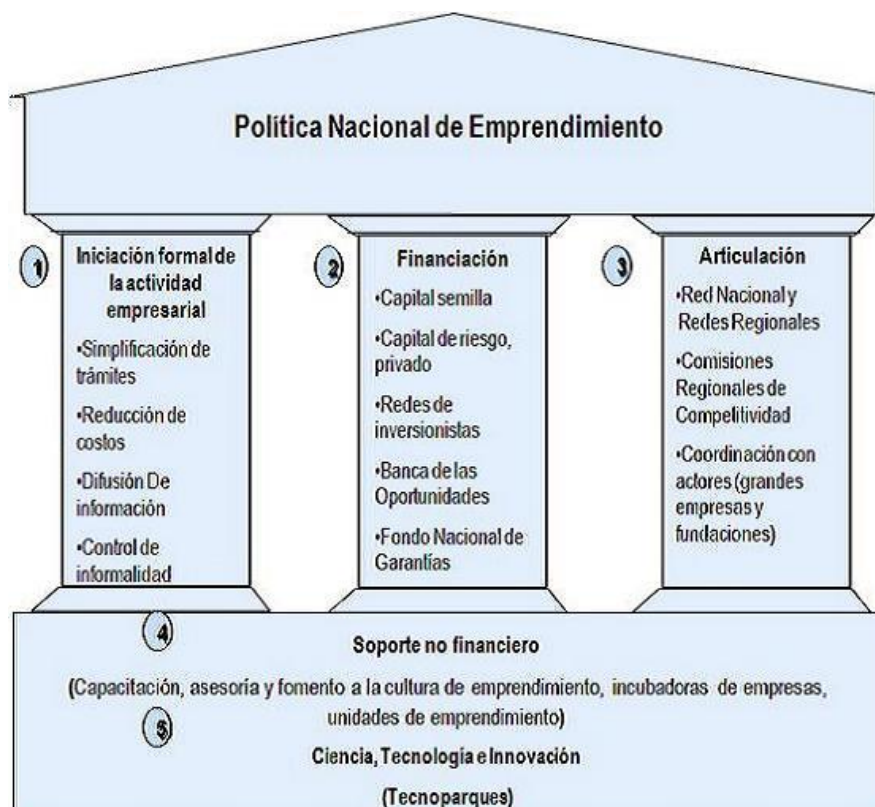 Política Nacional de Emprendimiento
1
Iniciación formal de
la actividad
empresarial
•Simplificación de
trámites
•Reducción de
costos
•Difusión De
información
•Control de
informalidad
2
Financiación
•Capital semilla
•Capital de riesgo,
privado
•Redes de
inversionistas
•Banca de las
Oportunidades
•Fondo Nacional de
Garantías
3
Articulación
•Red Nacional y
Redes Regionales
•Comisiones
Regionales de
Competitividad
•Coordinación con
actores (grandes
empresas y
fundaciones)
4
Soporte no financiero
(Capacitación, asesoría y fomento a la cultura de emprendimiento, incubadoras de empresas,
unidades de emprendimiento)
5
Ciencia, Tecnología e Innovación
(Tecnoparques)